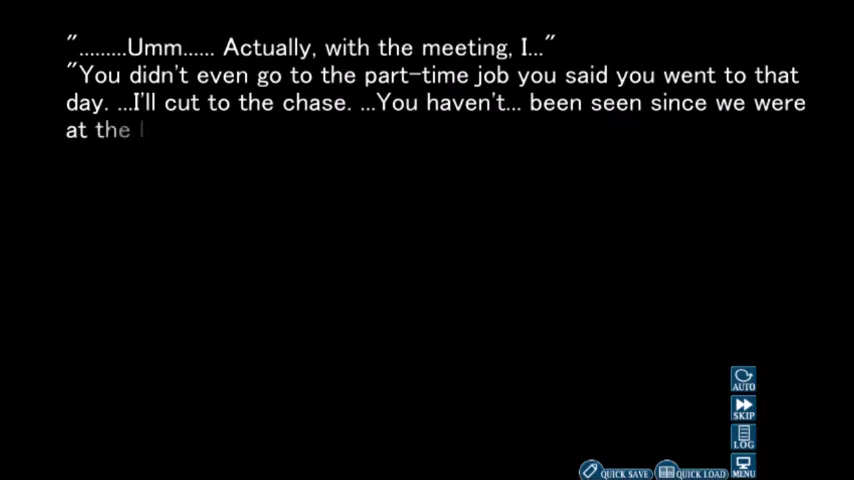 ".........Umm...... Actually, with the meeting, I..."
"You didn't even go to the part-time job you said you went to that
day. ...I'll cut to the chase. ...You haven't... been seen since we were
at the
AUTO
SKIP
LOG
MENU
QUICK SAVE
QUICK LOAD